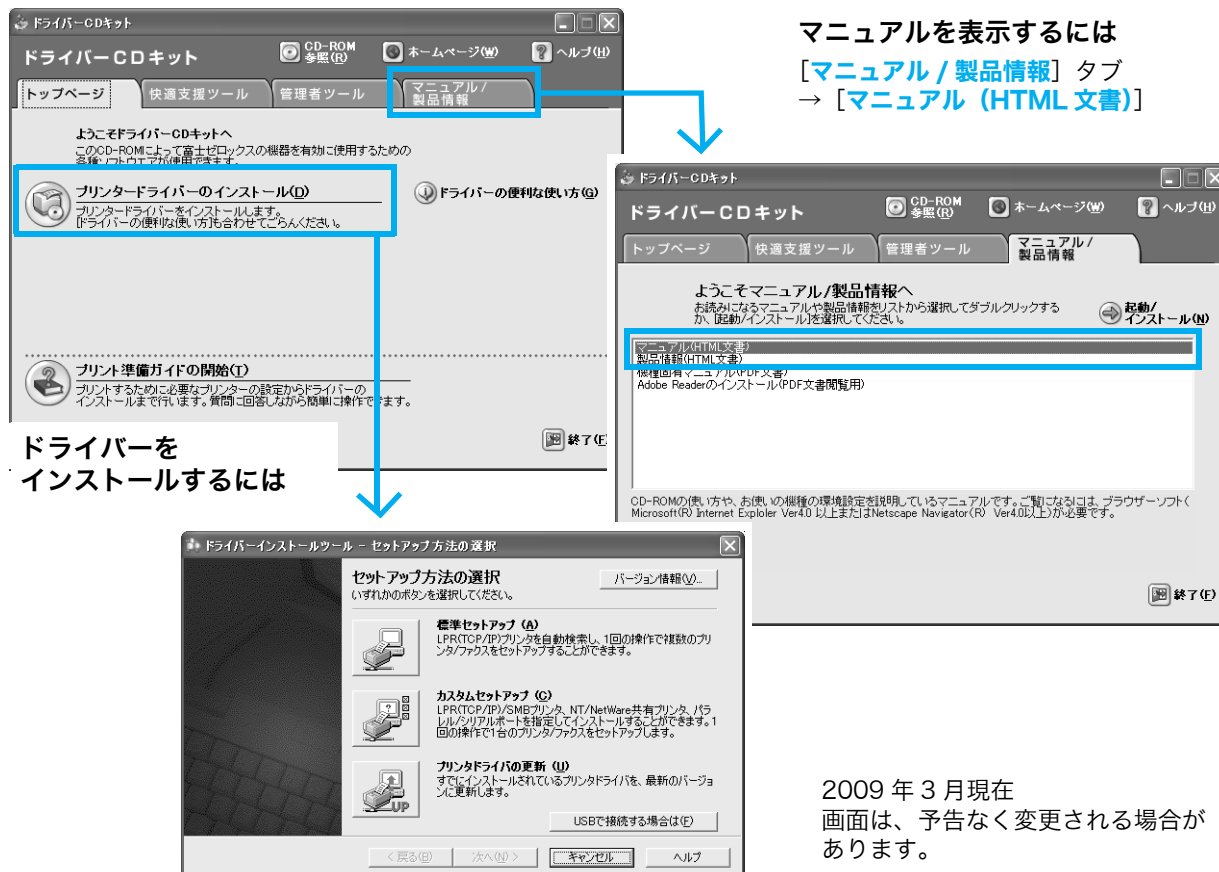 ドライバーCDキット
ドライバーCDキット
CD-ROM
参照(R)
ホームページ(W)
ヘルプ(H)
トップページ
快適支援ツール
管理者ツール
マニュアル/
製品情報
ようこそドライバーCDキットへ
このCD-ROMによって富士ゼロックスの機器を有効に使用するための
各種ソフトウエアが使用できます。
プリンタードライバーのインストール(D)
プリンタードライバーをインストールします。
[ドライバーの便利な使い方]も合わせてごらんください。
ドライバーの便利な使い方(G)
プリント準備ガイドの開始(T)
プリントするために必要なプリンターの設定からドライバーの
インストールまで行います。質問に回答しながら簡単に操作できます。
終了(E)
マニュアルを表示するには
[マニュアル / 製品情報] タブ
→ [マニュアル(HTML 文書)]
ドライバーCDキット
ドライバーCDキット
CD-ROM
参照(R)
ホームページ(W)
ヘルプ(H)
トップページ
快適支援ツール
管理者ツール
マニュアル/
製品情報
ようこそマニュアル/製品情報へ
お読みになるマニュアルや製品情報をリストから選択してダブルクリックする
か、[起動/インストール]を選択してください。
起動/
インストール(N)
マニュアル(HTML文書)
製品情報(HTML文書)
機種固有マニュアル(PDF文書)
Adobe Readerのインストール(PDF文書閲覧用)
CD-ROMの使い方や、お使いの機種の環境設定を説明しているマニュアルです。ご覧になるには、ブラウザーソフト(
Microsoft(R) Internet Exploler Ver4.0 以上またはNetscape Navigator(R) Ver4.0以上)が必要です。
終了(E)
ドライバーを
インストールするには
ドライバーインストールツール - セットアップ方法の選択
セットアップ方法の選択
いずれかのボタンを選択してください。
バージョン情報(V)...
標準セットアップ (A)
LPR(TCP/IP)プリンタを自動検索し、1回の操作で複数のプリ
ンタ/ファクスをセットアップすることができます。
カスタムセットアップ (C)
LPR(TCP/IP)/SMBプリンタ、NT/NetWare共有プリンタ、パラ
レル/シリアルポートを指定してインストールすることができます。1
回の操作で1台のプリンタ/ファクスをセットアップします。
プリンタドライバの更新 (U)
すでにインストールされているプリンタドライバを、最新のバージョ
ンに更新します。
UP
USBで接続する場合は(F)
< 戻る(B)
次へ(N) >
キャンセル
ヘルプ
2009 年 3 月現在
画面は、予告なく変更される場合が
あります。